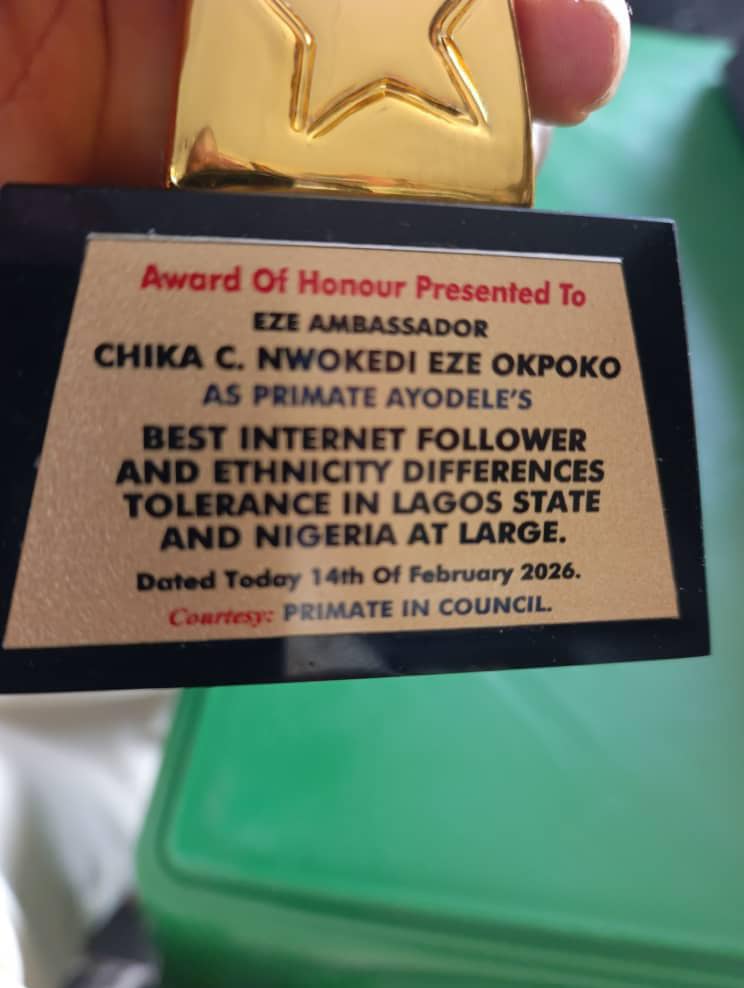 Award Of Honour Presented To
EZE AMBASSADOR
CHIKA C. NWOKEDI EZE OKPOKO
AS PRIMATE AYODELE'S
BEST INTERNET FOLLOWER
AND ETHNICITY DIFFERENCES
TOLERANCE IN LAGOS STATE
AND NIGERIA AT LARGE.
Dated Today 14th Of February 2026.
Courtesy: PRIMATE IN COUNCIL.